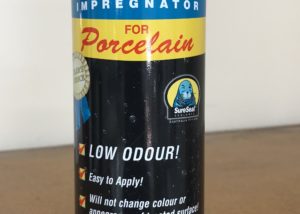 IMPREGNATOR
FOR
Porcelain
SureSeal
LOW ODOUR!
Easy to Apply!
Will not change colour or